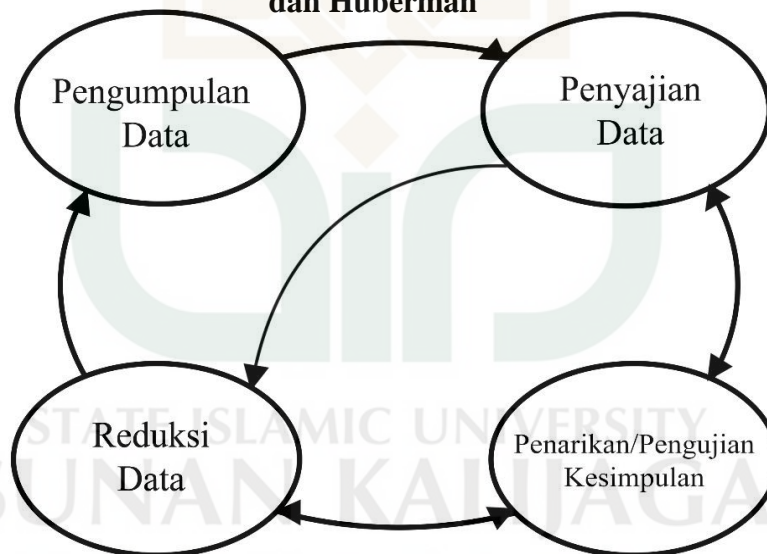 dan Huberman
Pengumpulan
Data
Penyajian
Data
Reduksi
Data
Penarikan/Pengujian
Kesimpulan
STATE ISLAMIC UNIVERSITY
SUNAN KALIJAGA